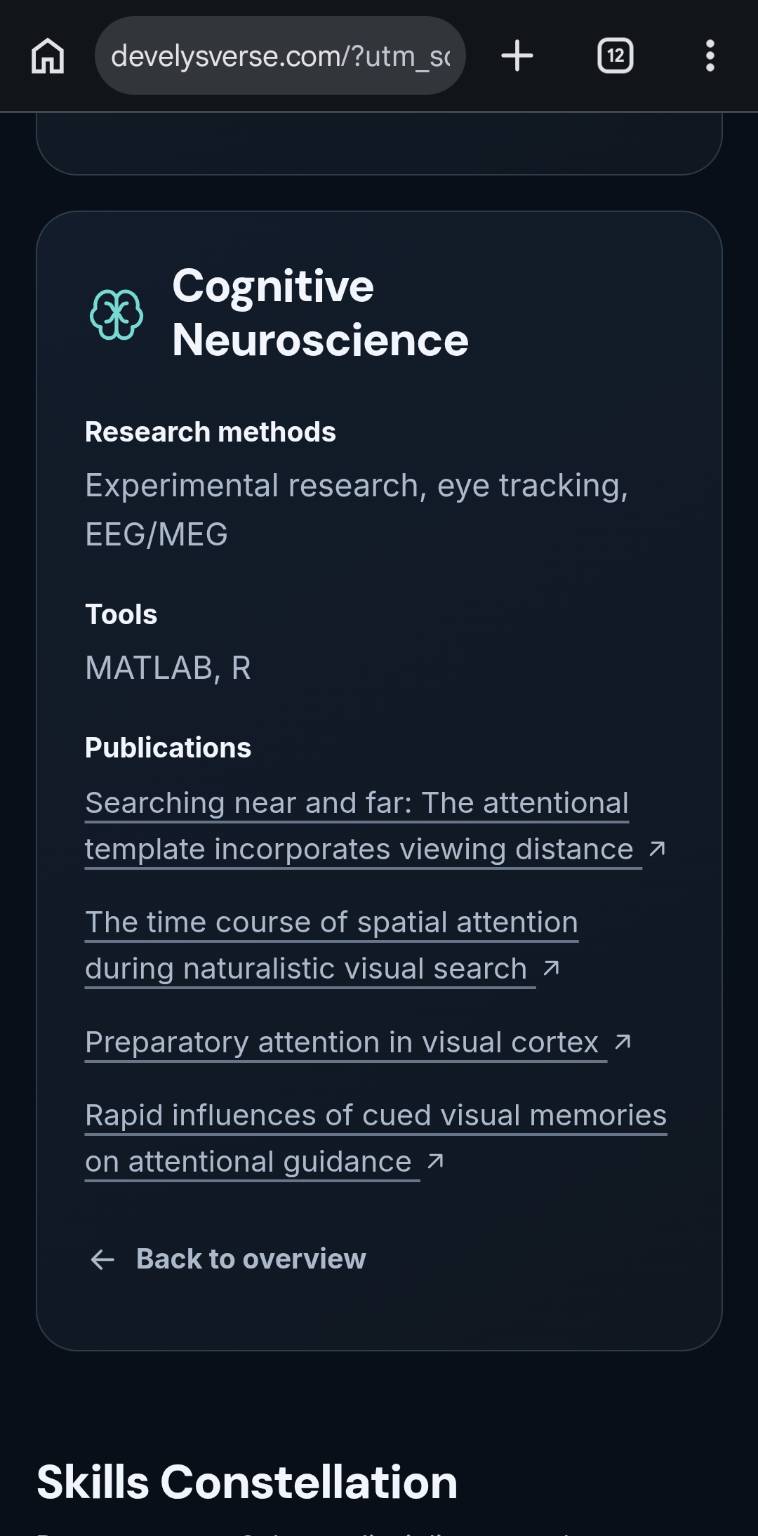 develysverse.com/?utm_sc
12
Cognitive
Neuroscience
Research methods
Experimental research, eye tracking,
EEG/MEG
Tools
MATLAB, R
Publications
Searching near and far: The attentional
template incorporates viewing distance ↗
The time course of spatial attention
during naturalistic visual search ↗
Preparatory attention in visual cortex ↗
Rapid influences of cued visual memories
on attentional guidance ↗
← Back to overview
Skills Constellation